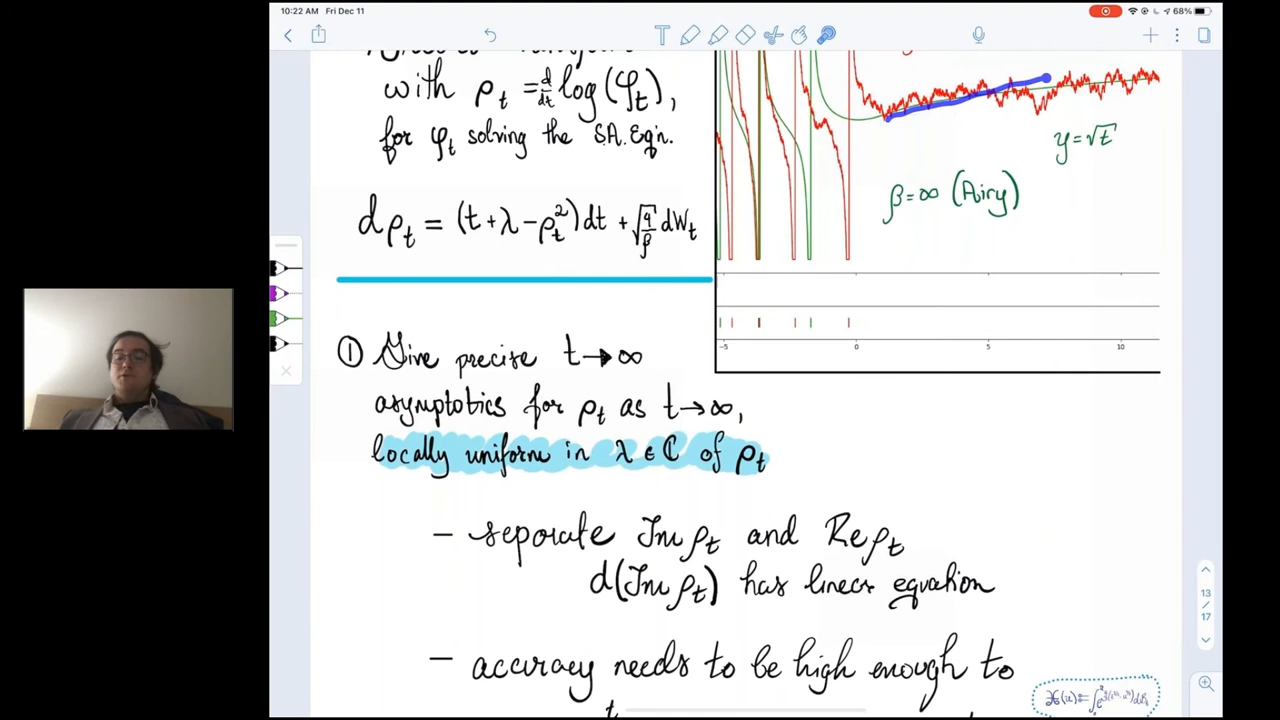 10:22 AM Fri Dec 11
68%
with ρ_t = d/dt log(φ_t),
for φ_t solving the S.A. Eq'n.
dρ_t = (t + λ − ρ_t²)dt + √(4/β) dW_t
y = √t
β = ∞ (Airy)
−5 0 5 10
① Give precise t → ∞
asymptotics for ρ_t as t → ∞,
locally uniform in λ ∈ ℂ of ρ_t
– separate Im ρ_t and Re ρ_t
d(Im ρ_t) has linear equation
– accuracy needs to be high enough to
13
/
17